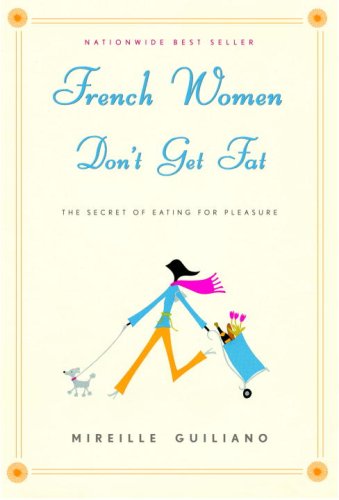 NATIONWIDE BEST SELLER
French Women
Don't Get Fat
THE SECRET OF EATING FOR PLEASURE
MIREILLE GUILIANO